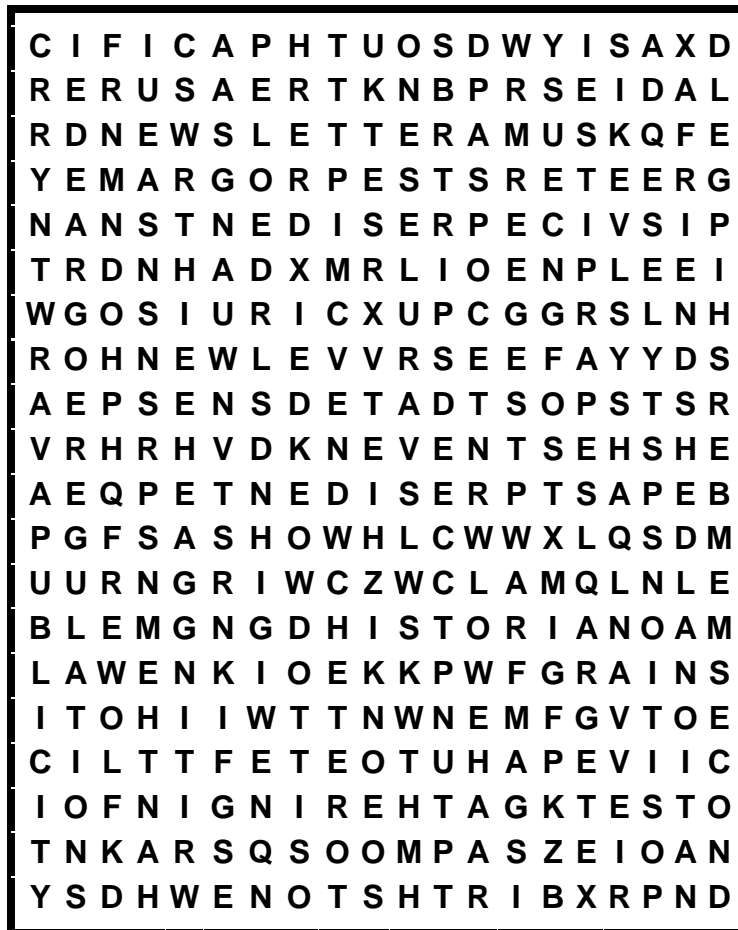 C I F I C A P H T U O S D W Y I S A X D
R E R U S A E R T K N B P R S E I D A L
R D N E W S L E T T E R A M U S K Q F E
Y E M A R G O R P E S T S R E T E E R G
N A N S T N E D I S E R P E C I V S I P
T R D N H A D X M R L I O E N P L E E I
W G O S I U R I C X U P C G G R S L N H
R O H N E W L E V V R S E E F A Y Y D S
A E P S E N S D E T A D T S O P S T S R
V R H R H V D K N E V E N T S E H S H E
A E Q P E T N E D I S E R P T S A P E B
P G F S A S H O W H L C W W X L Q S D M
U U R N G R I W C Z W C L A M Q L N L E
B L E M G N G D H I S T O R I A N O A M
L A W E N K I O E K K P W F G R A I N S
I T O H I I W T T N W N E M F G V T O E
C I L T T F E T E O T U H A P E V I I C
I O F N I G N I R E H T A G K T E S T O
T N K A R S Q S O O M P A S Z E I O A N
Y S D H W E N O T S H T R I B X R P N D